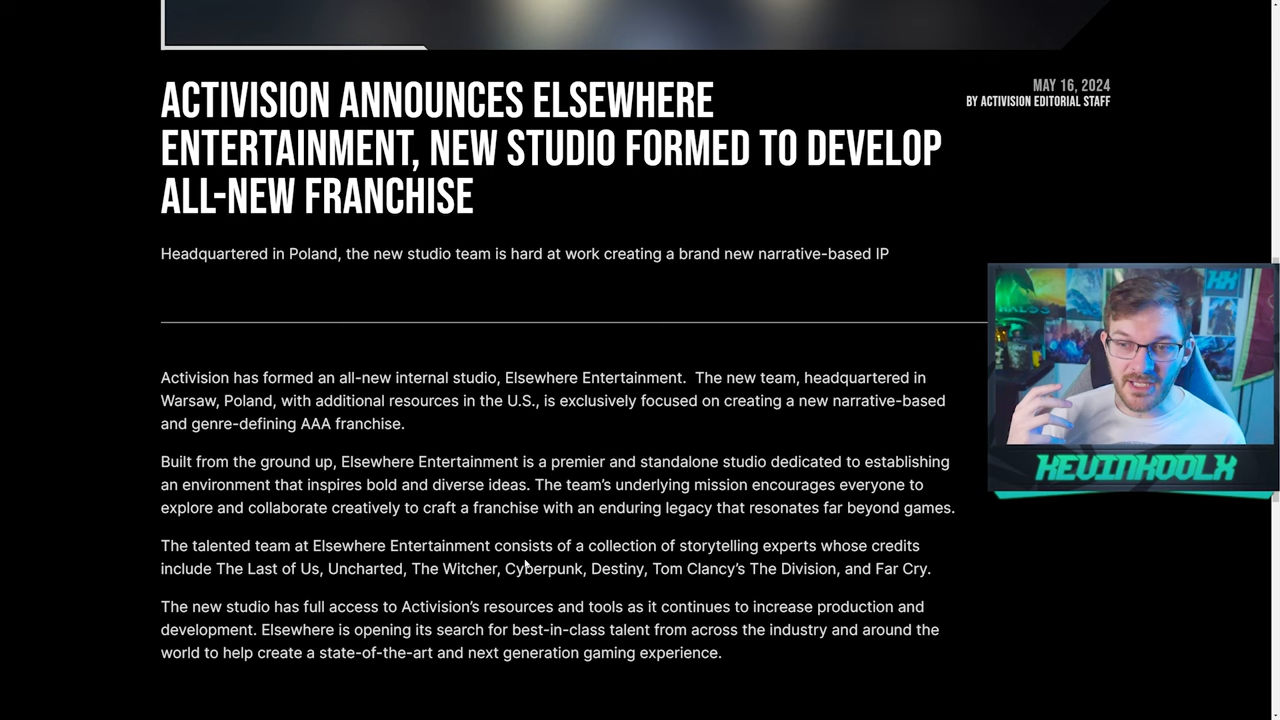 ACTIVISION ANNOUNCES ELSEWHERE
ENTERTAINMENT, NEW STUDIO FORMED TO DEVELOP
ALL-NEW FRANCHISE
MAY 16, 2024
BY ACTIVISION EDITORIAL STAFF
Headquartered in Poland, the new studio team is hard at work creating a brand new narrative-based IP
Activision has formed an all-new internal studio, Elsewhere Entertainment.  The new team, headquartered in
Warsaw, Poland, with additional resources in the U.S., is exclusively focused on creating a new narrative-based
and genre-defining AAA franchise.
Built from the ground up, Elsewhere Entertainment is a premier and standalone studio dedicated to establishing
an environment that inspires bold and diverse ideas. The team's underlying mission encourages everyone to
explore and collaborate creatively to craft a franchise with an enduring legacy that resonates far beyond games.
The talented team at Elsewhere Entertainment consists of a collection of storytelling experts whose credits
include The Last of Us, Uncharted, The Witcher, Cyberpunk, Destiny, Tom Clancy's The Division, and Far Cry.
The new studio has full access to Activision's resources and tools as it continues to increase production and
development. Elsewhere is opening its search for best-in-class talent from across the industry and around the
world to help create a state-of-the-art and next generation gaming experience.
KEVINKOOLX